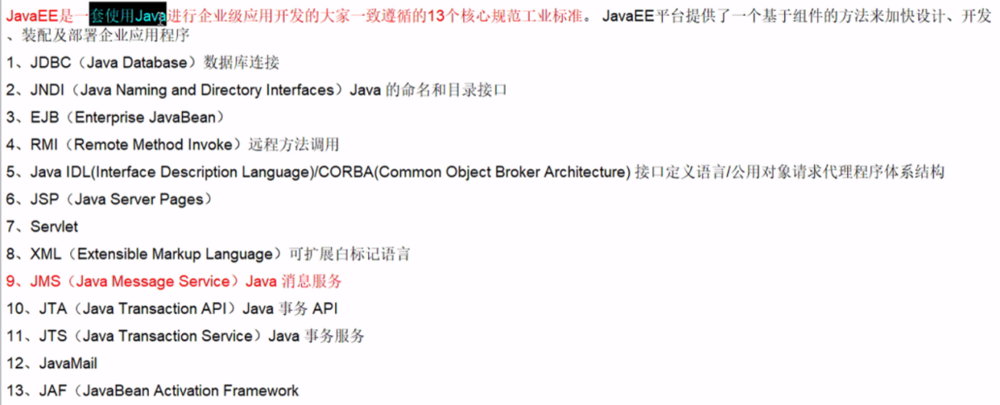 JavaEE是一套使用Java进行企业级应用开发的大家一致遵循的13个核心规范工业标准。 JavaEE平台提供了一个基于组件的方法来加快设计、开发
、装配及部署企业应用程序
1、JDBC（Java Database）数据库连接
2、JNDI（Java Naming and Directory Interfaces）Java 的命名和目录接口
3、EJB（Enterprise JavaBean）
4、RMI（Remote Method Invoke）远程方法调用
5、Java IDL(Interface Description Language)/CORBA(Common Object Broker Architecture) 接口定义语言/公用对象请求代理程序体系结构
6、JSP（Java Server Pages）
7、Servlet
8、XML（Extensible Markup Language）可扩展白标记语言
9、JMS（Java Message Service）Java 消息服务
10、JTA（Java Transaction API）Java 事务 API
11、JTS（Java Transaction Service）Java 事务服务
12、JavaMail
13、JAF（JavaBean Activation Framework